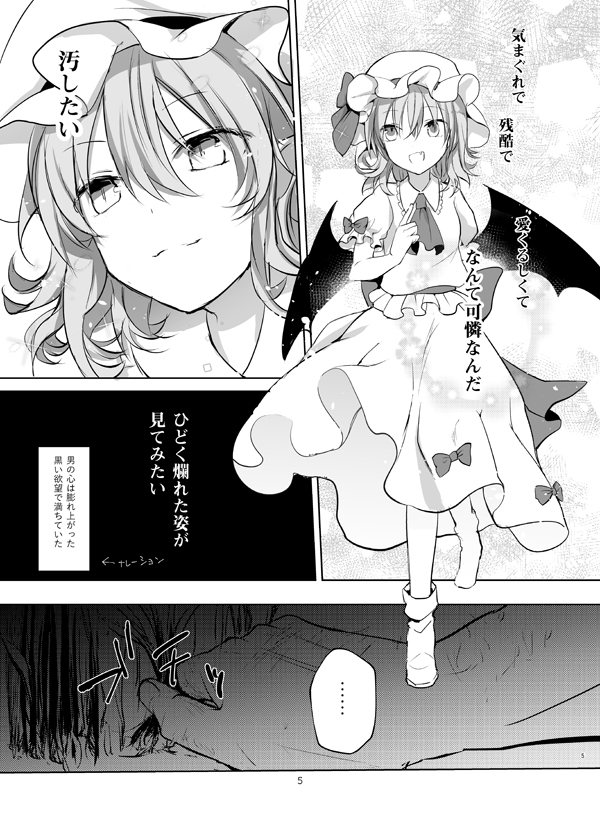 気まぐれで
残酷で
愛くるしくて
なんて可憐なんだ
汚したい
ひどく爛れた姿が
見てみたい
男の心は膨れ上がった
黒い欲望で満ちていた
←ナレーション
ドキッ
……
5
5